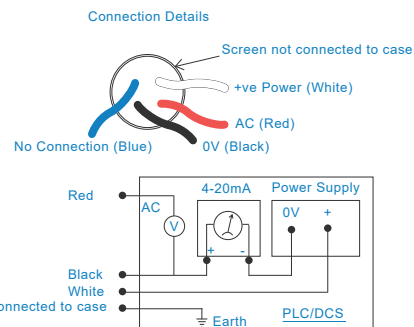 Connection Details
Screen not connected to case
+ve Power (White)
AC (Red)
No Connection (Blue)
0V (Black)
4-20mA
Power Supply
Red
AC
0V
+
V
+
-
Black
White
connected to case
Earth
PLC/DCS